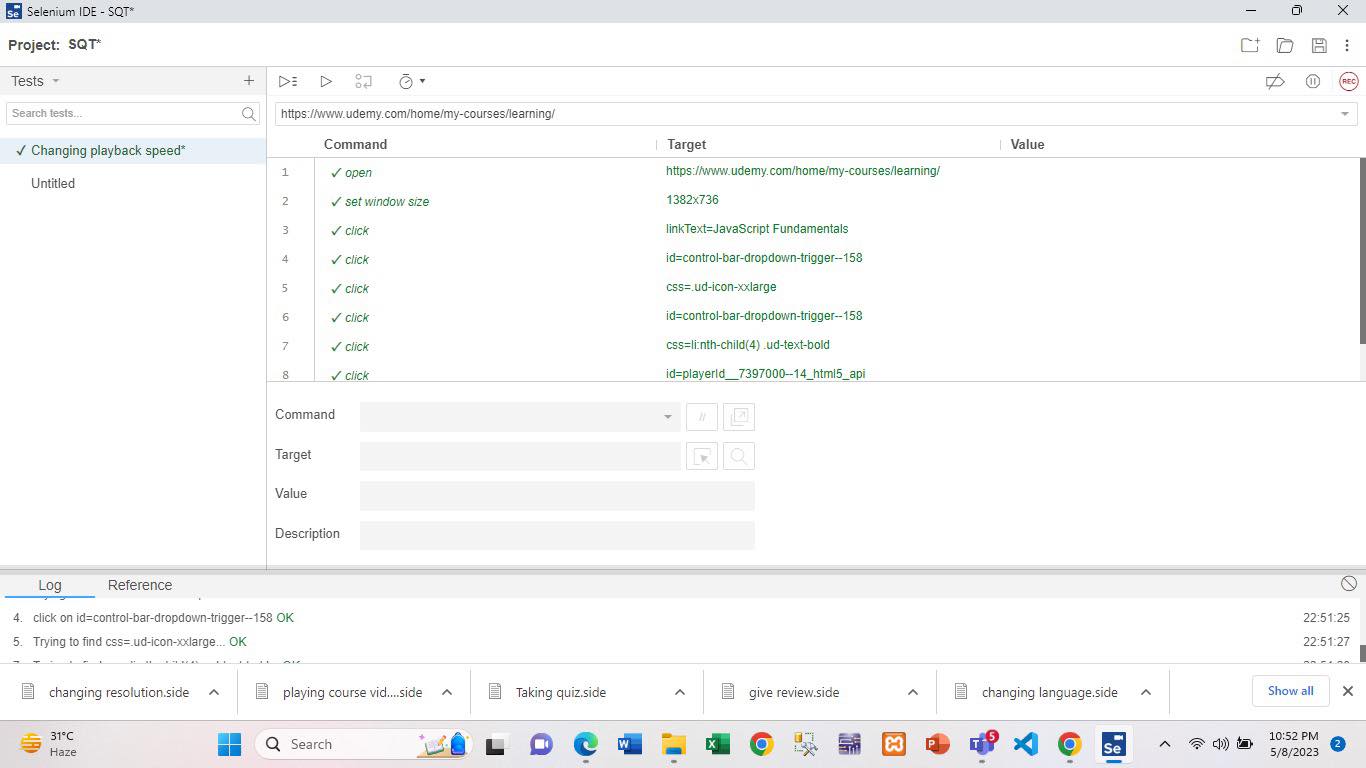 Selenium IDE - SQT*
Project: SQT*
Tests
Search tests...
✓ Changing playback speed*
Untitled
REC
https://www.udemy.com/home/my-courses/learning/
Command Target Value
1 ✓ open https://www.udemy.com/home/my-courses/learning/
2 ✓ set window size 1382x736
3 ✓ click linkText=JavaScript Fundamentals
4 ✓ click id=control-bar-dropdown-trigger--158
5 ✓ click css=.ud-icon-xxlarge
6 ✓ click id=control-bar-dropdown-trigger--158
7 ✓ click css=li:nth-child(4) .ud-text-bold
8 ✓ click id=playerId__7397000--14_html5_api
Command
//
Target
Value
Description
Log Reference
4. click on id=control-bar-dropdown-trigger--158 OK 22:51:25
5. Trying to find css=.ud-icon-xxlarge... OK 22:51:27
changing resolution.side
playing course vid....side
Taking quiz.side
give review.side
changing language.side
Show all
31°C
Haze
Search
5
Se
10:52 PM
5/8/2023
2